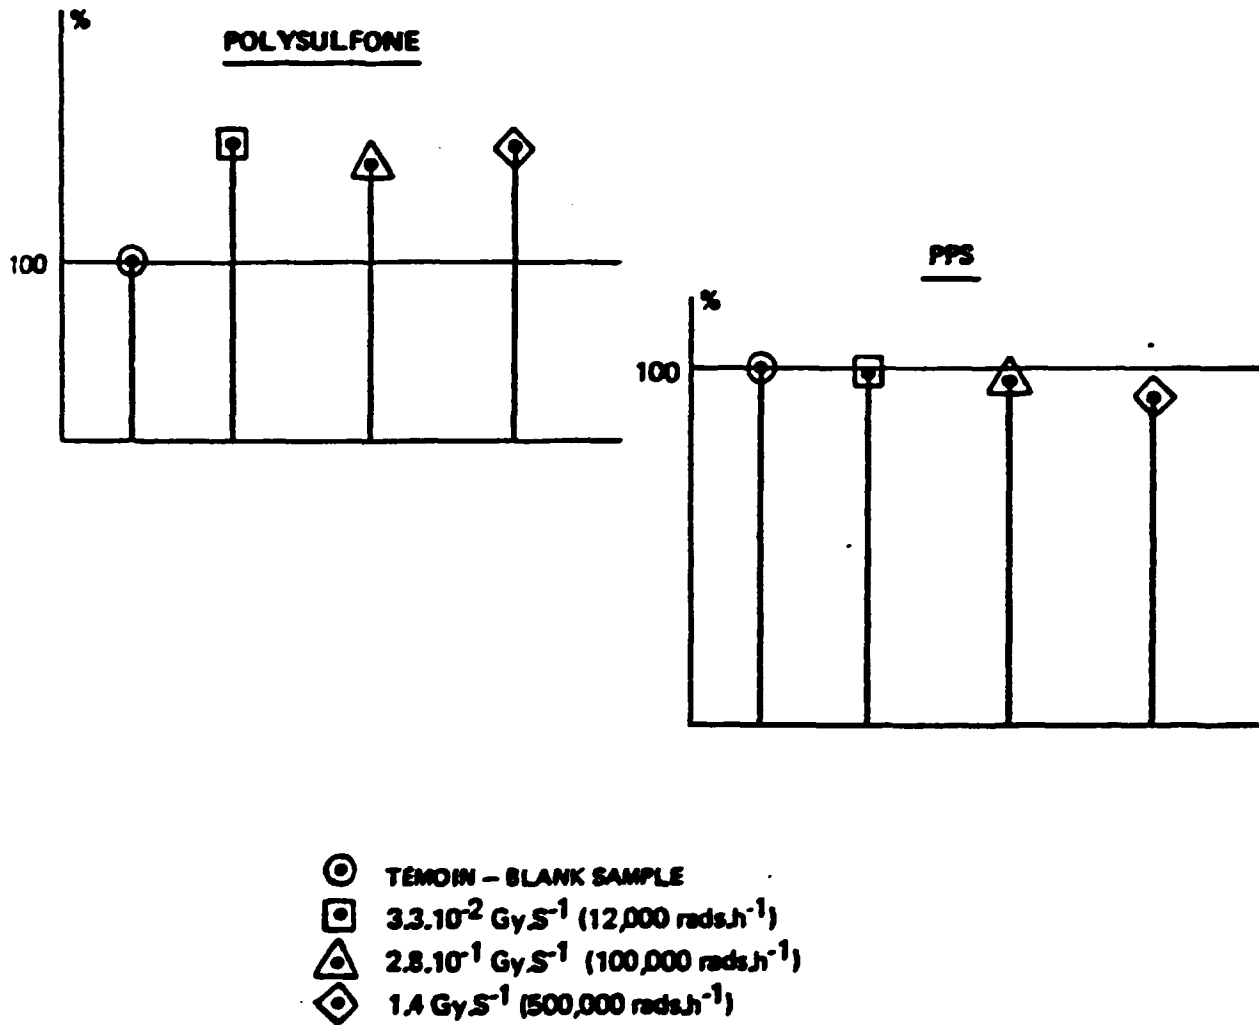 %
POLYSULFONE
100
PPS
%
100
TÉMOIN – BLANK SAMPLE
3.3.10⁻² Gy.S⁻¹ (12,000 rads.h⁻¹)
2.8.10⁻¹ Gy.S⁻¹ (100,000 rads.h⁻¹)
1.4 Gy.S⁻¹ (500,000 rads.h⁻¹)